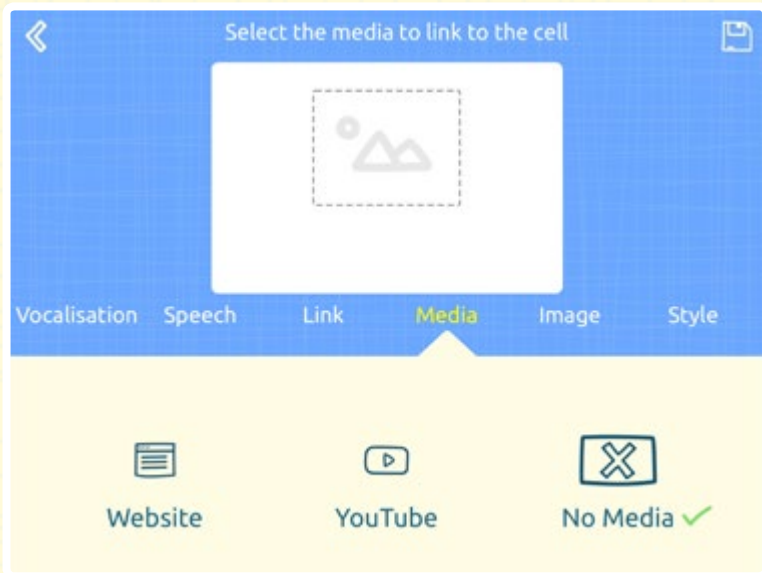 Select the media to link to the cell
Vocalisation Speech Link Media Image Style
Website YouTube No Media